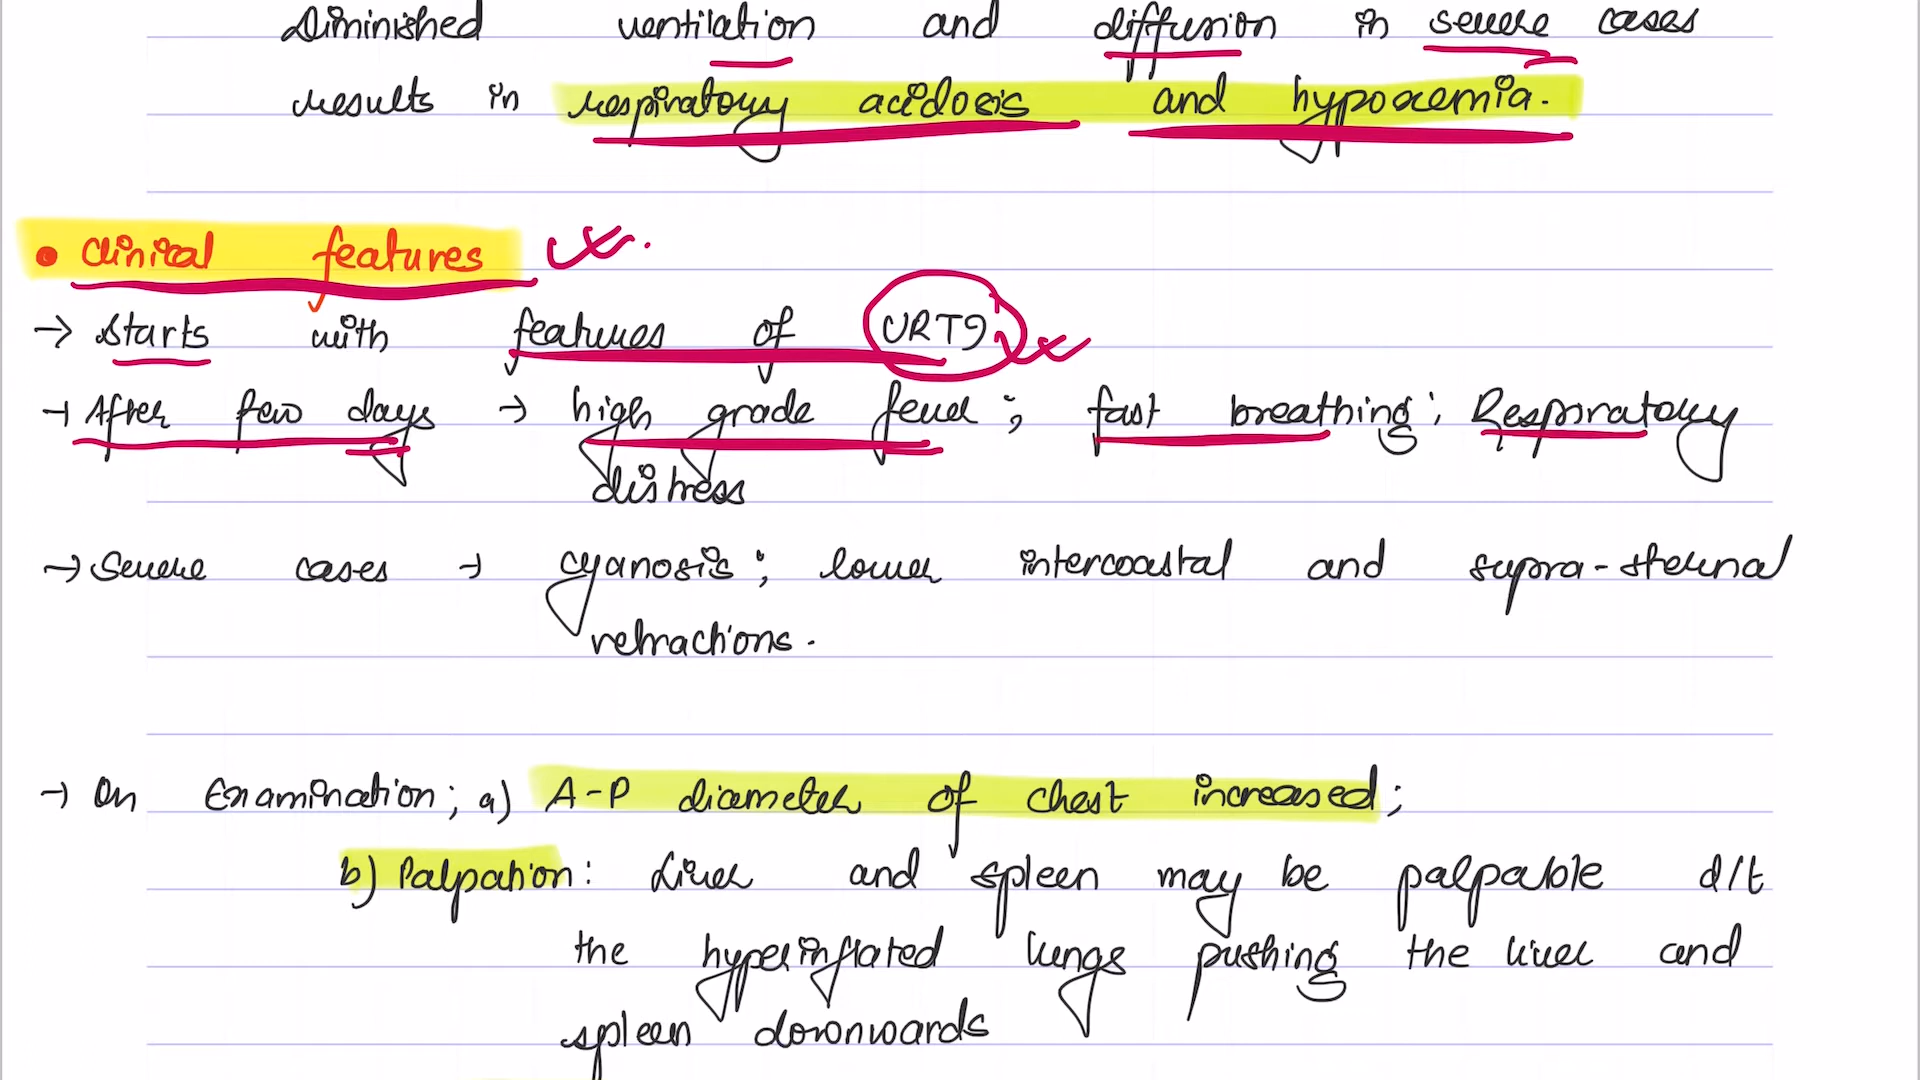 Diminished ventilation and diffusion in severe cases
results in respiratory acidosis and hypoxemia.
• Clinical features
→ Starts with features of URTI
→ After few days → high grade fever; fast breathing; Respiratory
distress
→ Severe cases → cyanosis; lower intercoastal and supra-sternal
retractions.
→ On Examination; a) A-P diameter of chest increased;
b) Palpation: Liver and spleen may be palpable d/t
the hyperinflated lungs pushing the liver and
spleen downwards